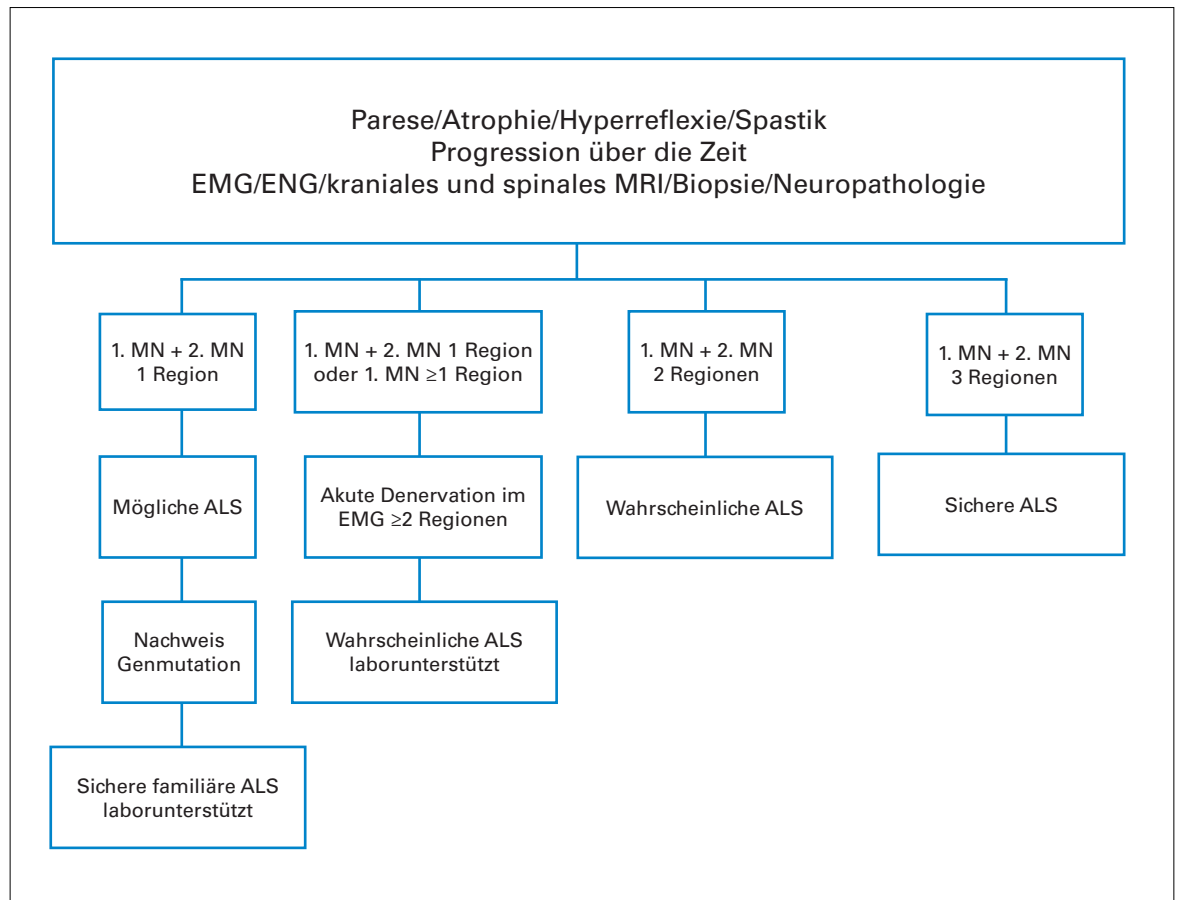 Parese/Atrophie/Hyperreflexie/Spastik
Progression über die Zeit
EMG/ENG/kraniales und spinales MRI/Biopsie/Neuropathologie
1. MN + 2. MN
1 Region
1. MN + 2. MN 1 Region
oder 1. MN ≥1 Region
1. MN + 2. MN
2 Regionen
1. MN + 2. MN
3 Regionen
Mögliche ALS
Akute Denervation im
EMG ≥2 Regionen
Wahrscheinliche ALS
Sichere ALS
Nachweis
Genmutation
Wahrscheinliche ALS
laborunterstützt
Sichere familiäre ALS
laborunterstützt